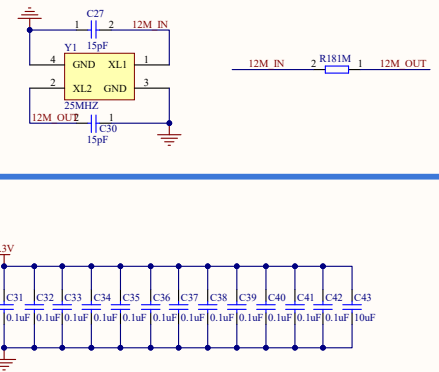 C27
1 2 12M_IN
15pF
Y1
4 GND XL1 1
2 XL2 GND 3
25MHZ
12M_OUT 2 1
C30
15pF
12M_IN 2 R18 1M 1 12M_OUT
.3V
C31 C32 C33 C34 C35 C36 C37 C38 C39 C40 C41 C42 C43
0.1uF 0.1uF 0.1uF 0.1uF 0.1uF 0.1uF 0.1uF 0.1uF 0.1uF 0.1uF 0.1uF 0.1uF 10uF